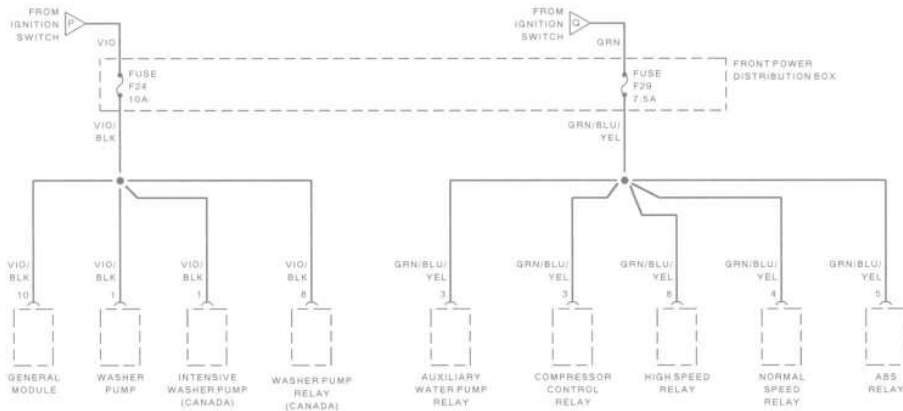 FROM
IGNITION
SWITCH
P
VIO
FROM
IGNITION
SWITCH
Q
GRN
FUSE
F24
10A
FUSE
F29
7.5A
FRONT POWER
DISTRIBUTION BOX
VIO/
BLK
GRN/BLU/
YEL
VIO/
BLK
VIO/
BLK
VIO/
BLK
VIO/
BLK
GRN/BLU/
YEL
GRN/BLU/
YEL
GRN/BLU/
YEL
GRN/BLU/
YEL
GRN/BLU/
YEL
10
1
1
8
3
3
8
4
5
GENERAL
MODULE
WASHER
PUMP
INTENSIVE
WASHER PUMP
(CANADA)
WASHER PUMP
RELAY
(CANADA)
AUXILIARY
WATER PUMP
RELAY
COMPRESSOR
CONTROL
RELAY
HIGH SPEED
RELAY
NORMAL
SPEED
RELAY
ABS
RELAY